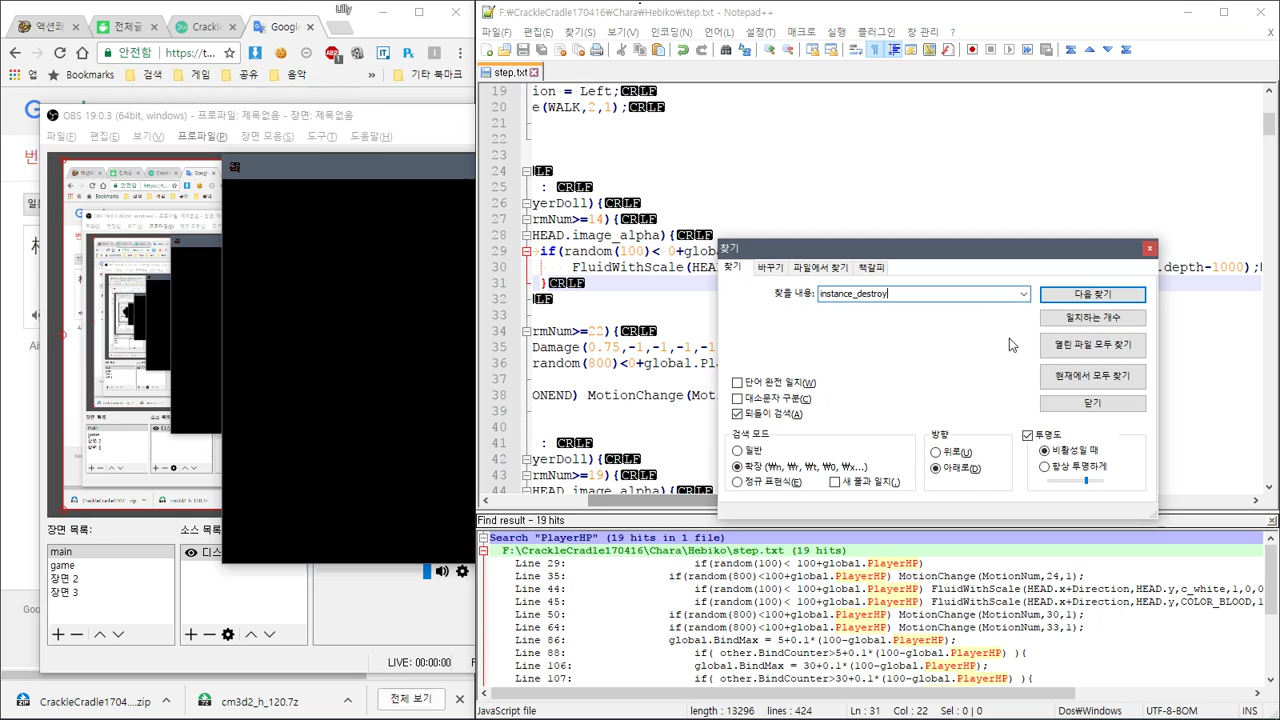 Lilly
전체글
Crackle
Google
안전함
https://t...
앱
Bookmarks
검색
게임
공유
음악
기타 북마크
OBS 19.0.3 (64bit, windows) - 프로파일: 제목없음 - 장면: 제목없음
파일(F)
편집(E)
보기(V)
프로파일(P)
장면 모음(S)
도구(T)
도움말(H)
장면 목록:
소스 목록:
main
game
장면 2
장면 3
LIVE: 00:00:00
Crackle Cradle1704....zip
cm3d2_h_120.7z
전체 보기
F:\CrackleCradle170416\Chara\Hebiko\step.txt - Notepad++
파일(F) 편집(E) 찾기(S) 보기(V) 인코딩(N) 언어(L) 설정(T) 매크로 실행 플러그인 창 관리 ?
step.txt
19 ion = Left;CRLF
20 e(WALK,2,1);CRLF
21
22
23
24 LF
25 : CRLF
26 yerDoll){CRLF
27 rmNum>=14){CRLF
28 HEAD.image_alpha){CRLF
29 if(random(100)< 0+globa
30 FluidWithScale(HEA .depth-1000);
31 }CRLF
32 LF
33
34 rmNum>=22){CRLF
35 Damage(0.75,-1,-1,-1,-1
36 random(800)<0+global.Pl
37
38 IONEND) MotionChange(Mot
39
40
41 : CRLF
42 yerDoll){CRLF
43 rmNum>=19){CRLF
44 HEAD.image_alpha){CRLF
찾기
찾기 바꾸기 파일에서 찾기 책갈피
찾을 내용: instance_destroy
다음 찾기
일치하는 개수
열린 파일 모두 찾기
현재에서 모두 찾기
닫기
단어 완전 일치(W)
대소문자 구분(C)
되돌이 검색(A)
검색 모드
일반
확장 (\n, \r, \t, \0, \x...)
정규 표현식(E)
새 줄과 일치(.)
방향
위로(U)
아래로(D)
투명도
비활성일 때
항상 투명하게
Find result - 19 hits
Search "PlayerHP" (19 hits in 1 file)
F:\CrackleCradle170416\Chara\Hebiko\step.txt (19 hits)
Line 29: if(random(100)< 100+global.PlayerHP)
Line 35: if(random(800)<100+global.PlayerHP) MotionChange(MotionNum,24,1);
Line 44: if(random(100)< 100+global.PlayerHP) FluidWithScale(HEAD.x+Direction,HEAD.y,c_white,1,0,0
Line 45: if(random(100)< 100+global.PlayerHP) FluidWithScale(HEAD.x+Direction,HEAD.y,COLOR_BLOOD,1
Line 50: if(random(800)<100+global.PlayerHP) MotionChange(MotionNum,30,1);
Line 64: if(random(800)<100+global.PlayerHP) MotionChange(MotionNum,33,1);
Line 86: global.BindMax = 5+0.1*(100-global.PlayerHP);
Line 88: if( other.BindCounter>5+0.1*(100-global.PlayerHP) ){
Line 106: global.BindMax = 30+0.1*(100-global.PlayerHP);
Line 107: if( other.BindCounter>30+0.1*(100-global.PlayerHP) ){
JavaScript file
length : 13296 lines : 424
Ln : 31 Col : 22 Sel : 0 | 0
Dos\Windows
UTF-8-BOM
INS